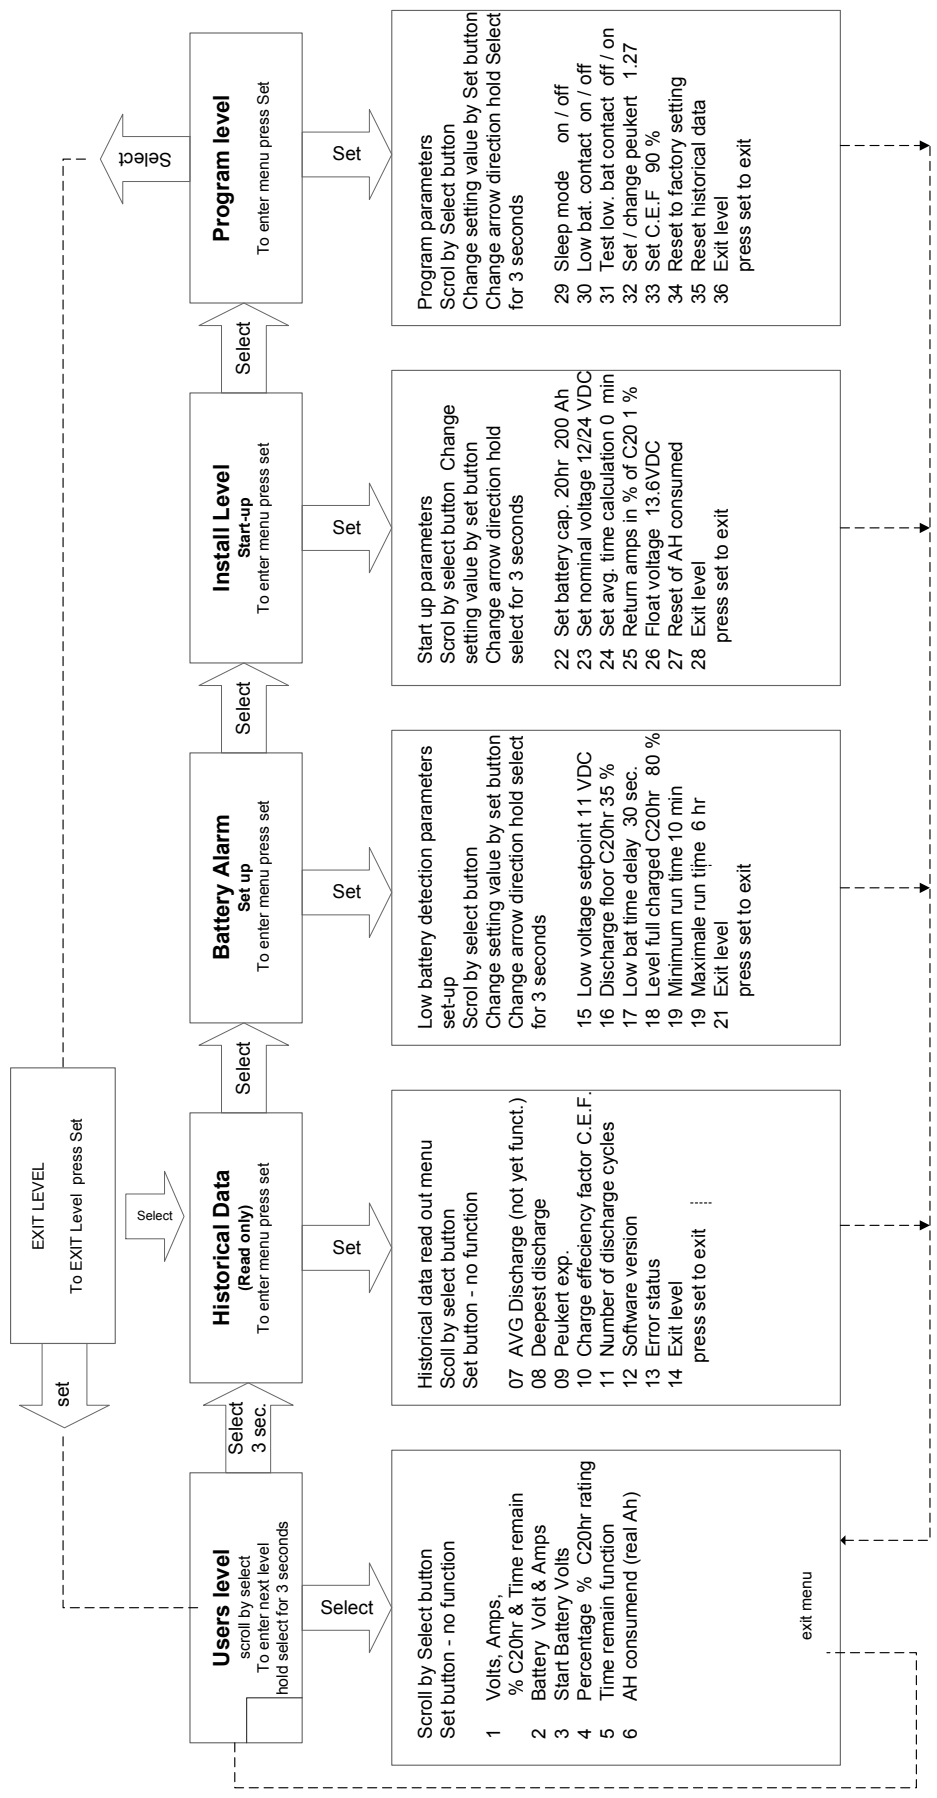 EXIT LEVEL
To EXIT Level press Set
set
Select
Users level
scroll by select
To enter next level
hold select for 3 seconds
Select
3 sec.
Historical Data
(Read only)
To enter menu press set
Select
Battery Alarm
Set up
To enter menu press set
Select
Install Level
Start-up
To enter menu press set
Select
Program level
To enter menu press Set
Select
Select
Set
Set
Set
Set
Scroll by Select button
Set button - no function
1 Volts, Amps,
% C20hr & Time remain
2 Battery Volt & Amps
3 Start Battery Volts
4 Percentage % C20hr rating
5 Time remain function
6 AH consumend (real Ah)
exit menu
Historical data read out menu
Scoll by select button
Set button - no function
07 AVG Discharge (not yet funct.)
08 Deepest discharge
09 Peukert exp.
10 Charge effeciency factor C.E.F.
11 Number of discharge cycles
12 Software version
13 Error status
14 Exit level
press set to exit
Low battery detection parameters
set-up
Scrol by select button
Change setting value by set button
Change arrow direction hold select
for 3 seconds
15 Low voltage setpoint 11 VDC
16 Discharge floor C20hr 35 %
17 Low bat time delay 30 sec.
18 Level full charged C20hr 80 %
19 Minimum run time 10 min
19 Maximale run time 6 hr
21 Exit level
press set to exit
Start up parameters
Scrol by select button Change
setting value by set button
Change arrow direction hold
select for 3 seconds
22 Set battery cap. 20hr 200 Ah
23 Set nominal voltage 12/24 VDC
24 Set avg. time calculation 0 min
25 Return amps in % of C20 1 %
26 Float voltage 13.6VDC
27 Reset of AH consumed
28 Exit level
press set to exit
Program parameters
Scrol by Select button
Change setting value by Set button
Change arrow direction hold Select
for 3 seconds
29 Sleep mode on / off
30 Low bat. contact on / off
31 Test low. bat contact off / on
32 Set / change peukert 1.27
33 Set C.E.F 90 %
34 Reset to factory setting
35 Reset historical data
36 Exit level
press set to exit